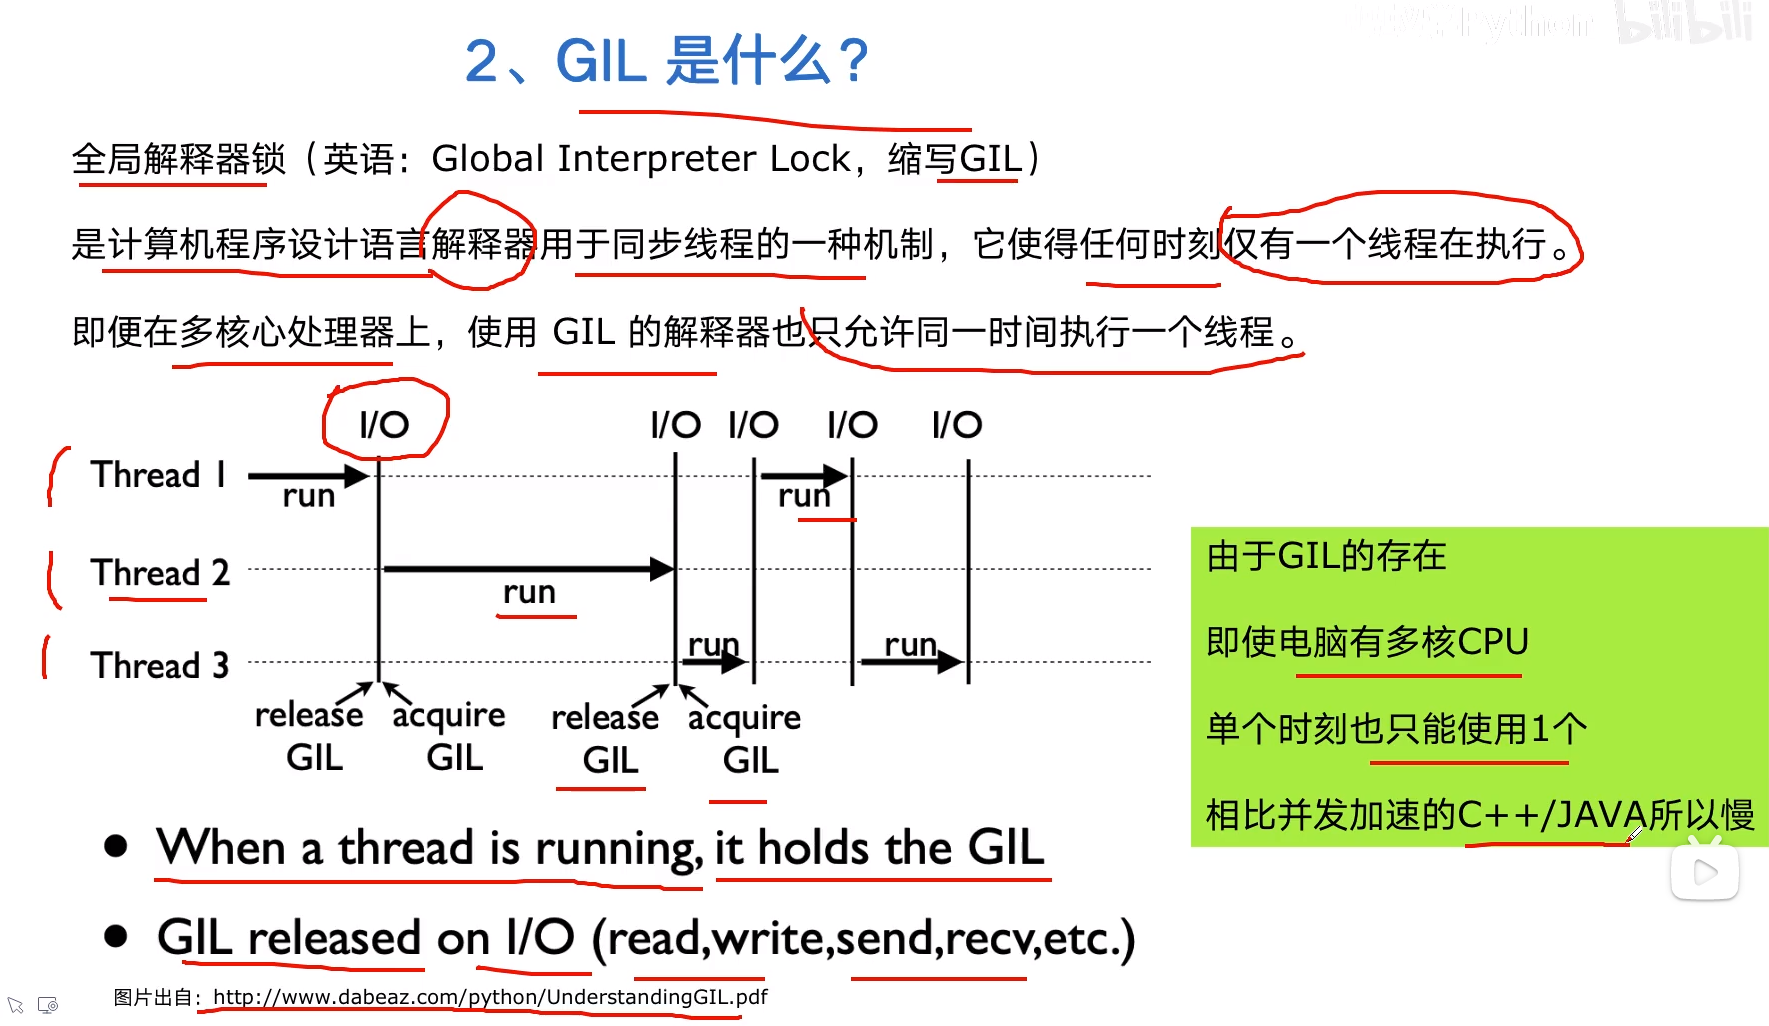 Python bilibili
2、GIL 是什么？
全局解释器锁（英语：Global Interpreter Lock，缩写GIL）
是计算机程序设计语言解释器用于同步线程的一种机制，它使得任何时刻仅有一个线程在执行。
即便在多核心处理器上，使用 GIL 的解释器也只允许同一时间执行一个线程。
I/O I/O I/O I/O I/O
Thread 1
run run
Thread 2
run
run run
Thread 3
release acquire release acquire
GIL GIL GIL GIL
由于GIL的存在
即使电脑有多核CPU
单个时刻也只能使用1个
相比并发加速的C++/JAVA所以慢
● When a thread is running, it holds the GIL
● GIL released on I/O (read,write,send,recv,etc.)
图片出自：http://www.dabeaz.com/python/UnderstandingGIL.pdf